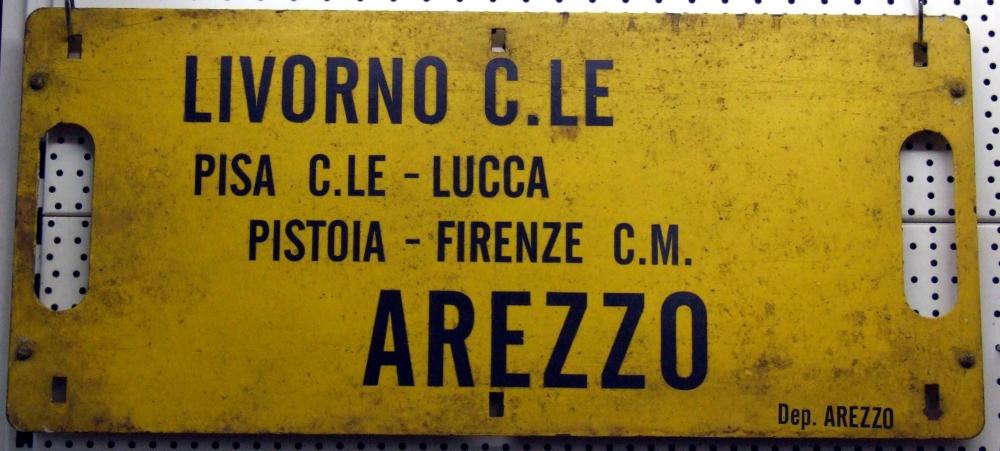 LIVORNO C.LE
PISA C.LE - LUCCA
PISTOIA - FIRENZE C.M.
AREZZO
Dep. AREZZO